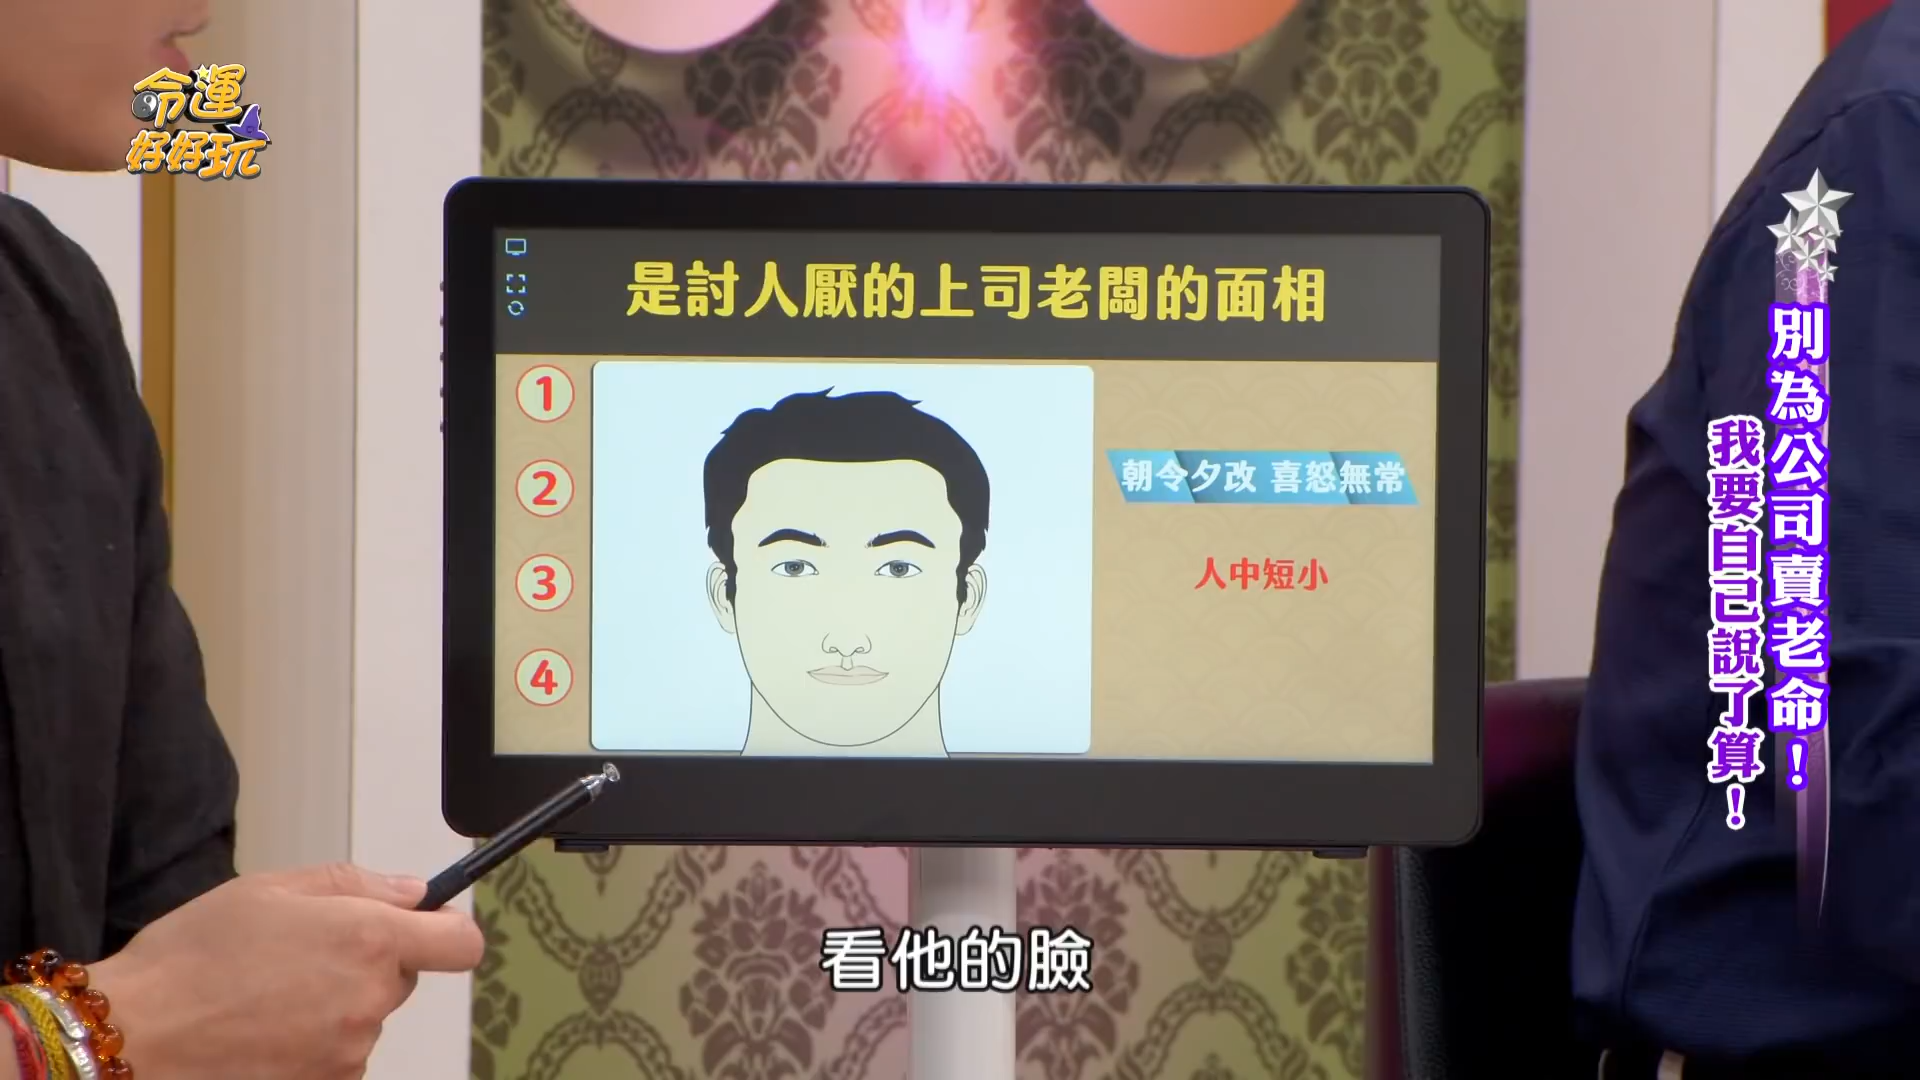 命運
好好玩
是討人厭的上司老闆的面相
1
2
3
4
朝令夕改 喜怒無常
人中短小
別為公司賣老命！
我要自己說了算！
看他的臉